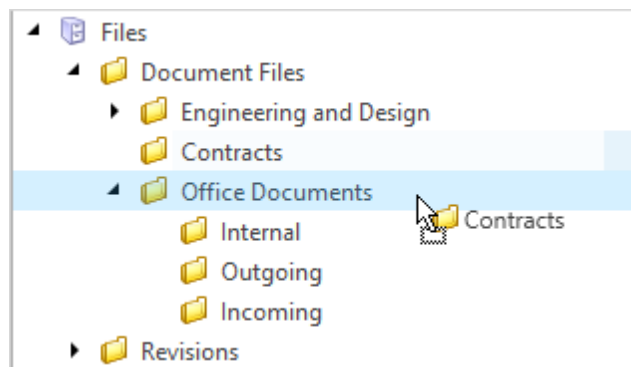 Files
Document Files
Engineering and Design
Contracts
Office Documents
Contracts
Internal
Outgoing
Incoming
Revisions